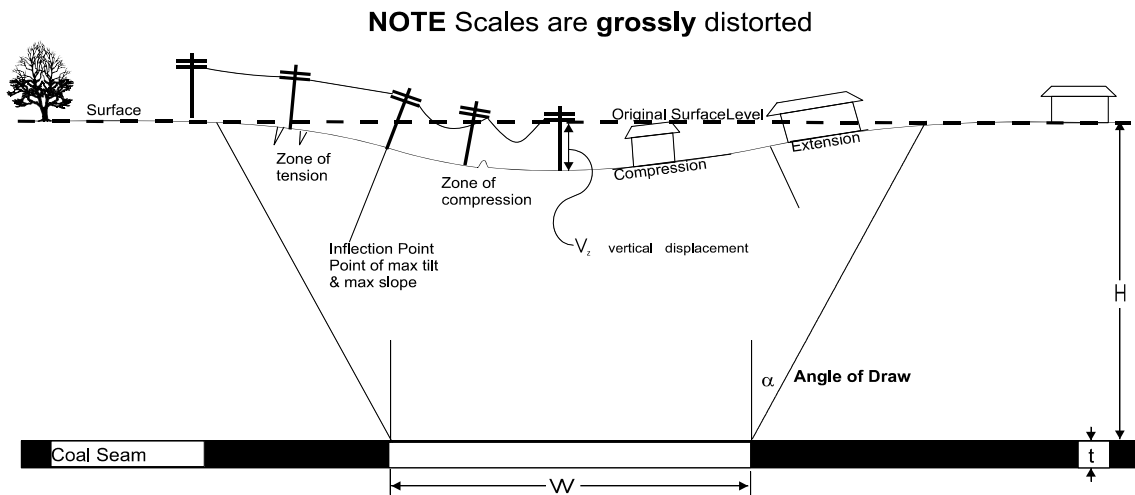 NOTE Scales are grossly distorted
Surface
Original SurfaceLevel
Extension
Compression
Zone of
tension
Zone of
compression
Inflection Point
Point of max tilt
& max slope
Vz vertical displacement
H
α Angle of Draw
Coal Seam
t
W